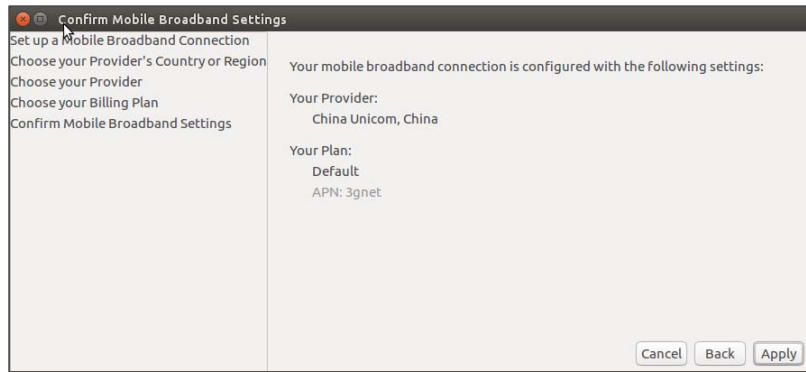 Confirm Mobile Broadband Settings
Set up a Mobile Broadband Connection
Choose your Provider's Country or Region
Choose your Provider
Choose your Billing Plan
Confirm Mobile Broadband Settings
Your mobile broadband connection is configured with the following settings:
Your Provider:
China Unicom, China
Your Plan:
Default
APN: 3gnet
Cancel Back Apply